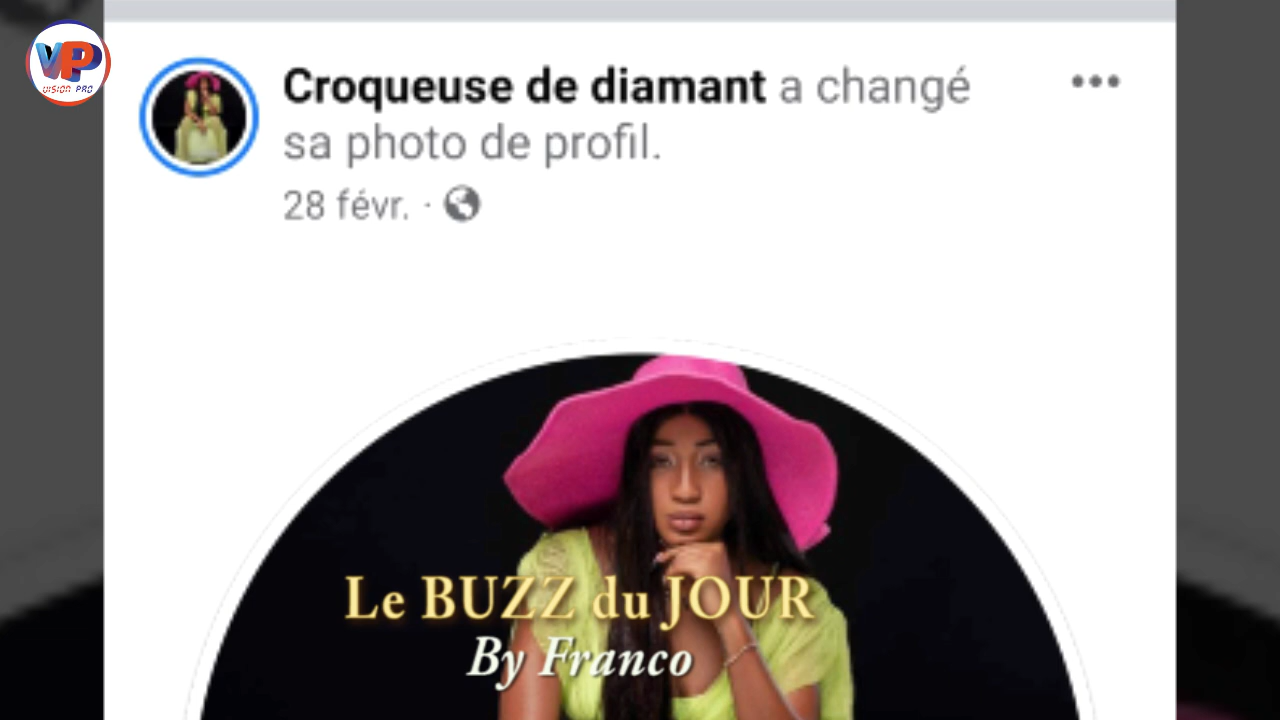 VP
VISION PRO
Croqueuse de diamant a changé
sa photo de profil.
28 févr. ·
Le BUZZ du JOUR
By Franco